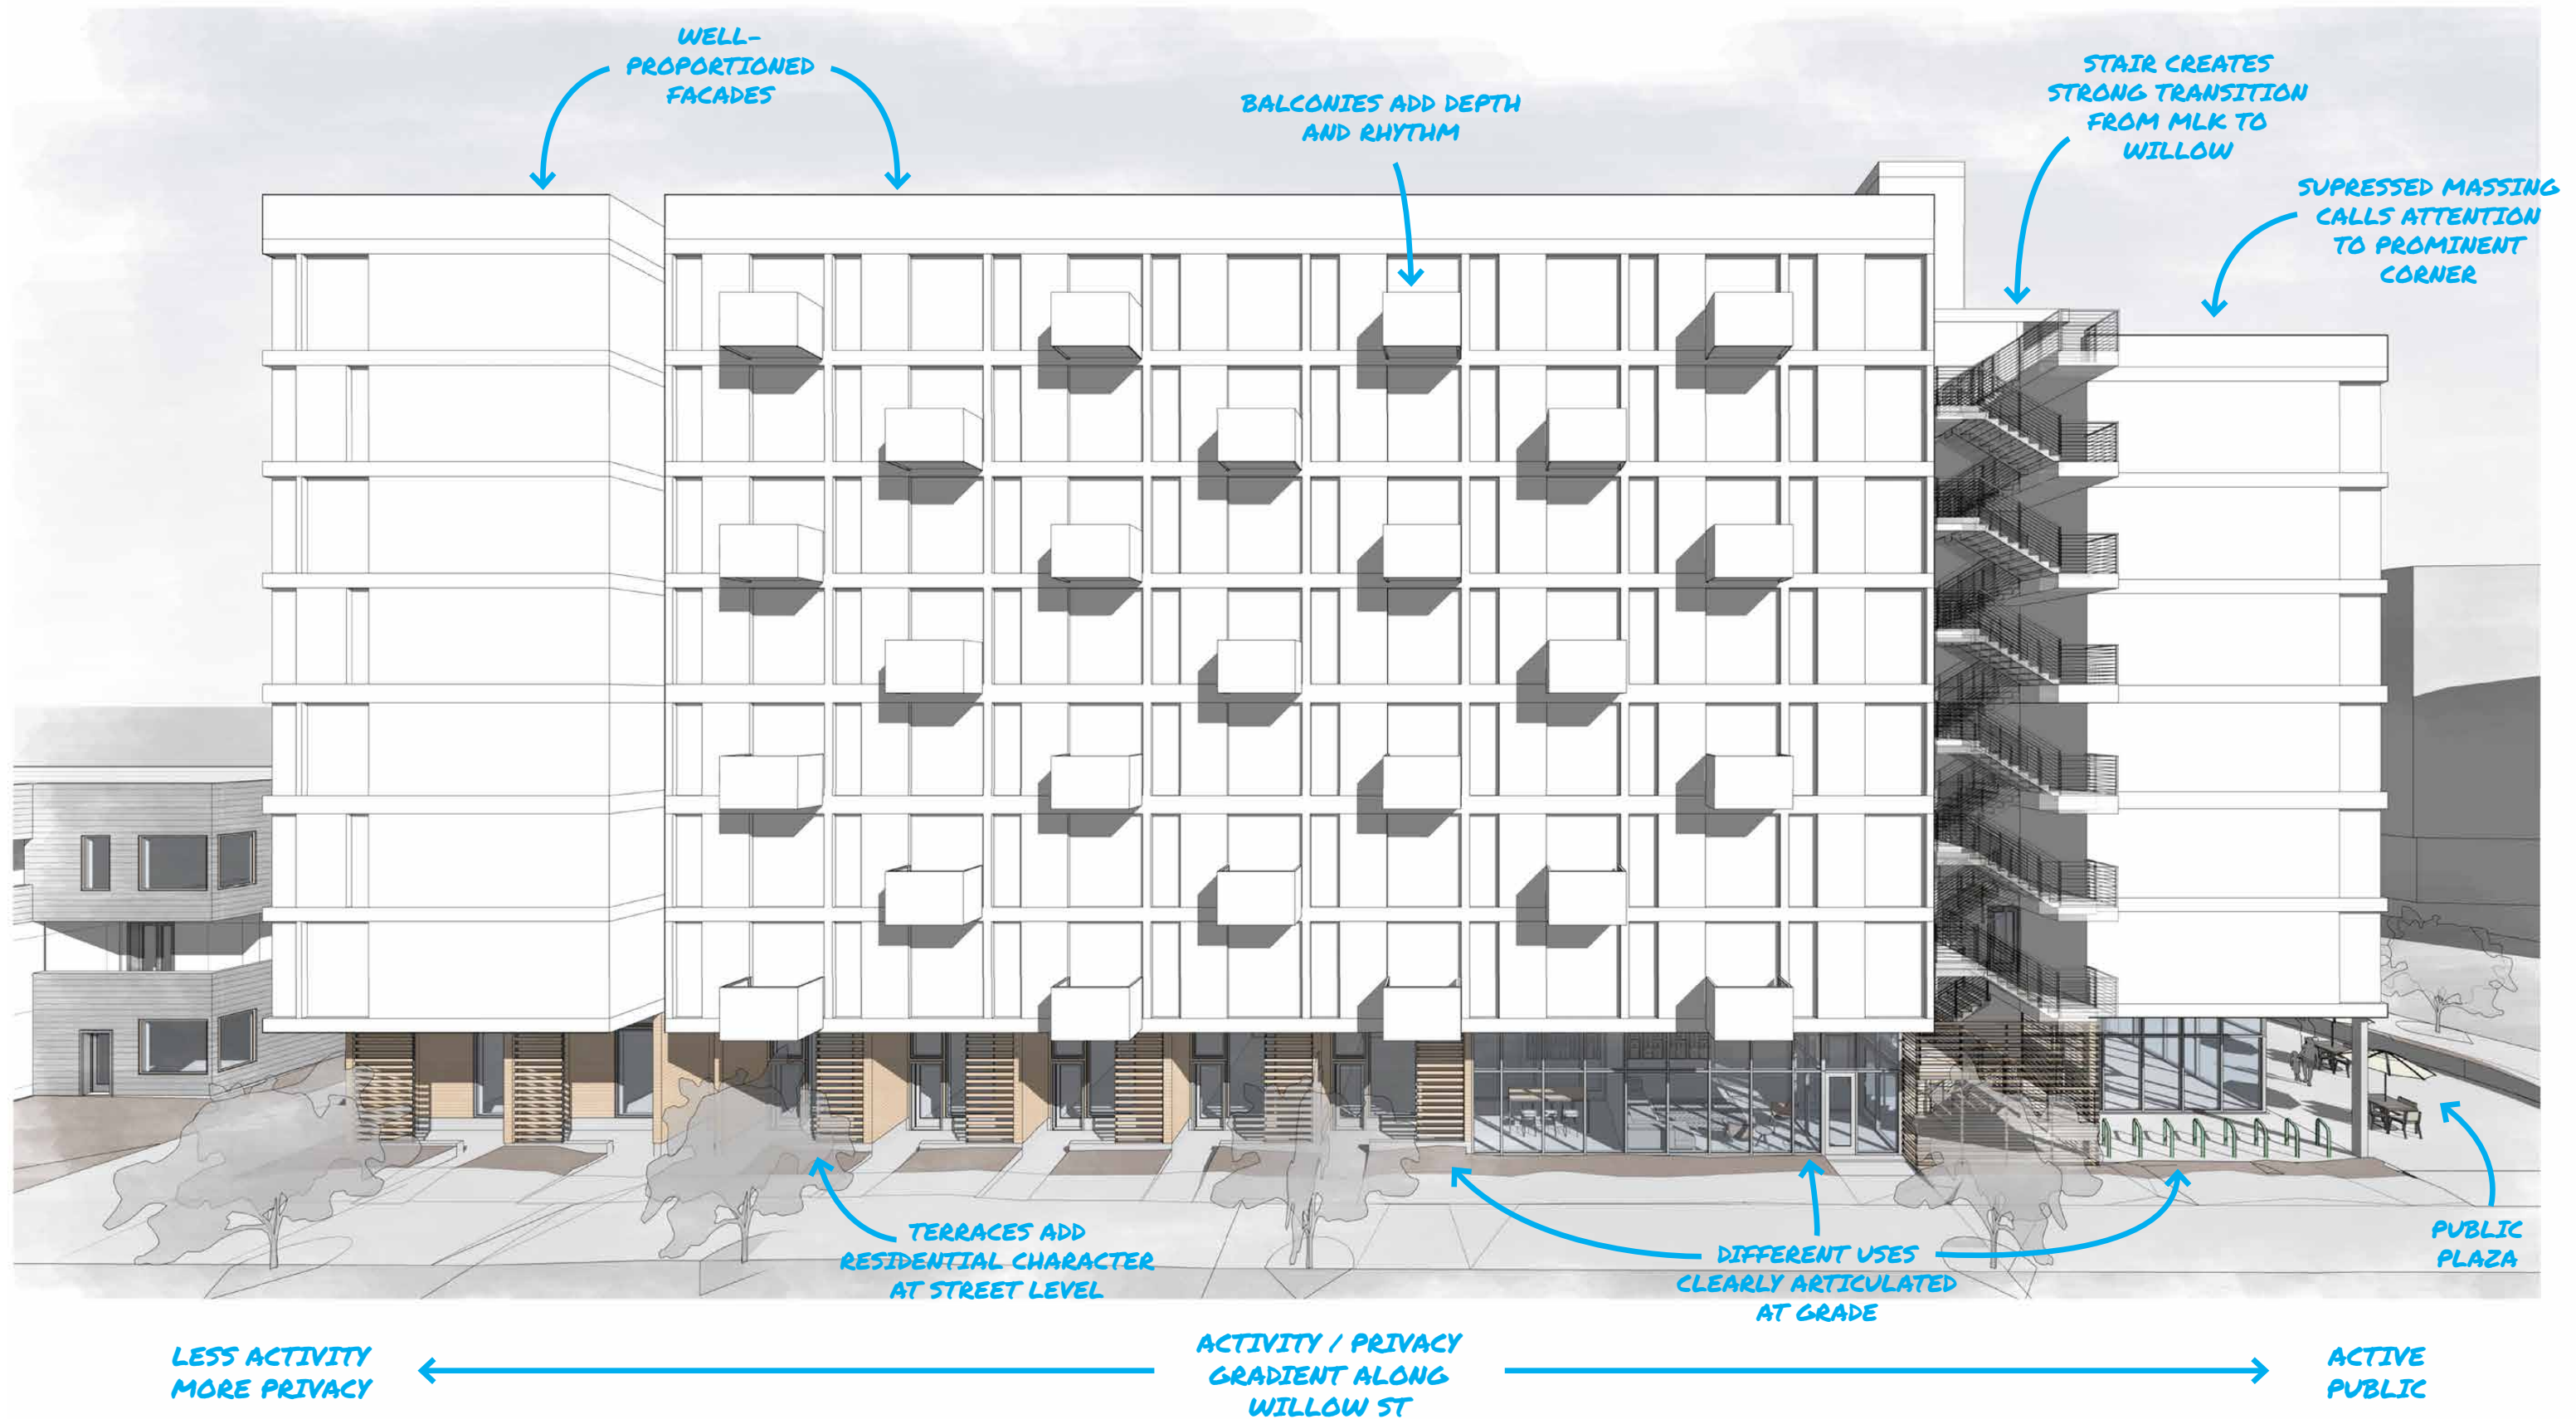 WELL-
PROPORTIONED
FACADES
BALCONIES ADD DEPTH
AND RHYTHM
STAIR CREATES
STRONG TRANSITION
FROM MLK TO
WILLOW
SUPRESSED MASSING
CALLS ATTENTION
TO PROMINENT
CORNER
TERRACES ADD
RESIDENTIAL CHARACTER
AT STREET LEVEL
DIFFERENT USES
CLEARLY ARTICULATED
AT GRADE
PUBLIC
PLAZA
LESS ACTIVITY
MORE PRIVACY
ACTIVITY / PRIVACY
GRADIENT ALONG
WILLOW ST
ACTIVE
PUBLIC